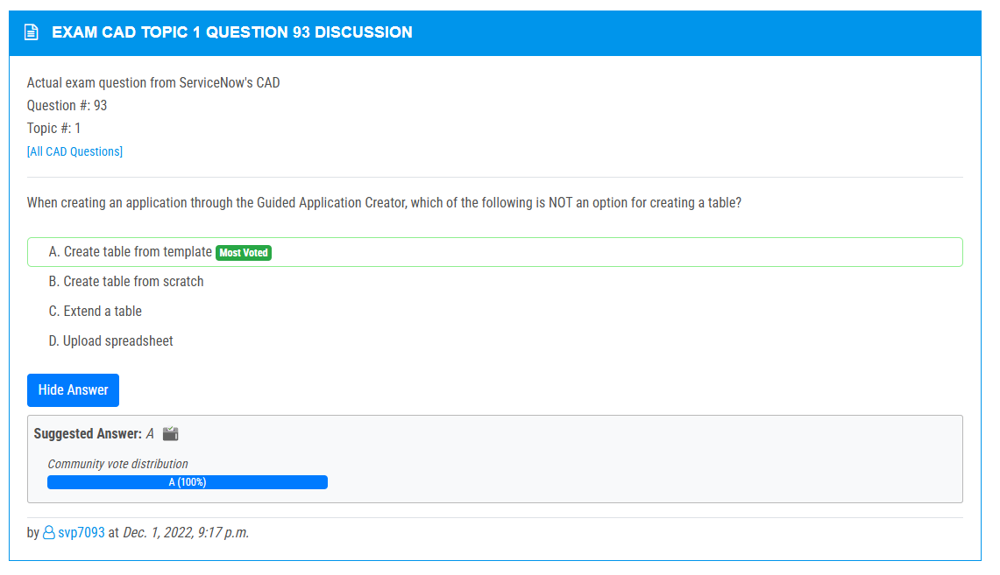 EXAM CAD TOPIC 1 QUESTION 93 DISCUSSION
Actual exam question from ServiceNow's CAD
Question #: 93
Topic #: 1
[All CAD Questions]
When creating an application through the Guided Application Creator, which of the following is NOT an option for creating a table?
A. Create table from template Most Voted
B. Create table from scratch
C. Extend a table
D. Upload spreadsheet
Hide Answer
Suggested Answer: A
Community vote distribution
A (100%)
by svp7093 at Dec. 1, 2022, 9:17 p.m.